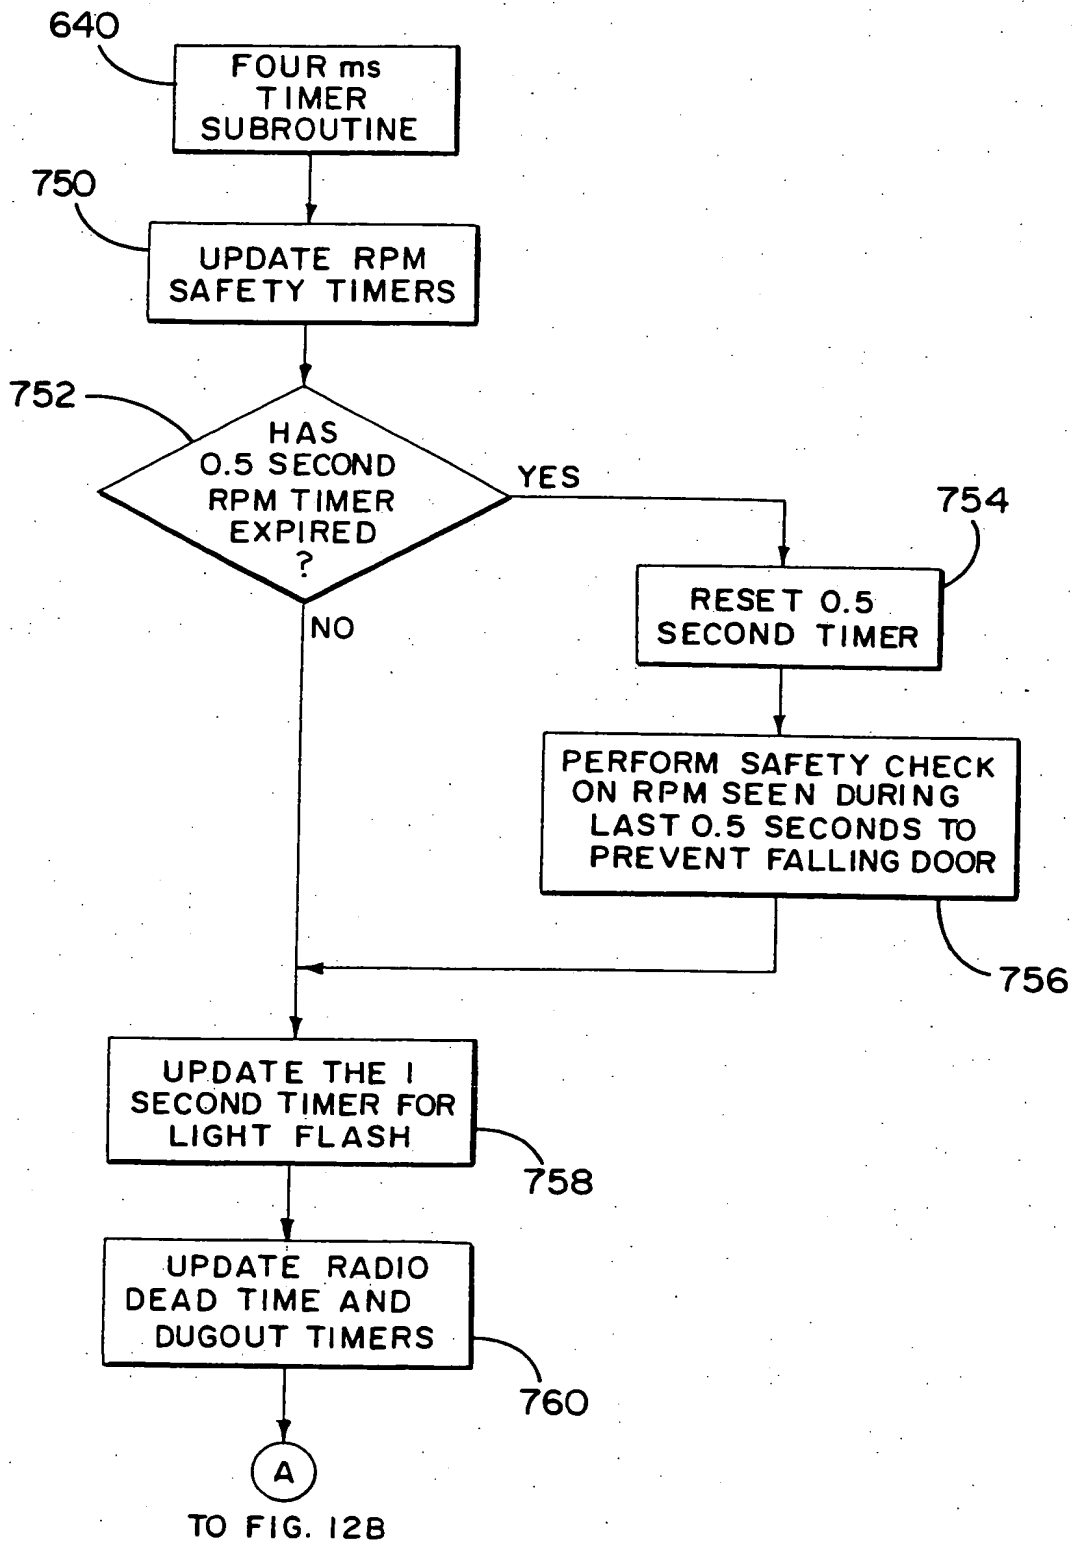 640
FOUR ms
TIMER
SUBROUTINE
750
UPDATE RPM
SAFETY TIMERS
752
HAS
0.5 SECOND
RPM TIMER
EXPIRED
?
YES
NO
754
RESET 0.5
SECOND TIMER
PERFORM SAFETY CHECK
ON RPM SEEN DURING
LAST 0.5 SECONDS TO
PREVENT FALLING DOOR
756
UPDATE THE 1
SECOND TIMER FOR
LIGHT FLASH
758
UPDATE RADIO
DEAD TIME AND
DUGOUT TIMERS
760
A
TO FIG. 12B